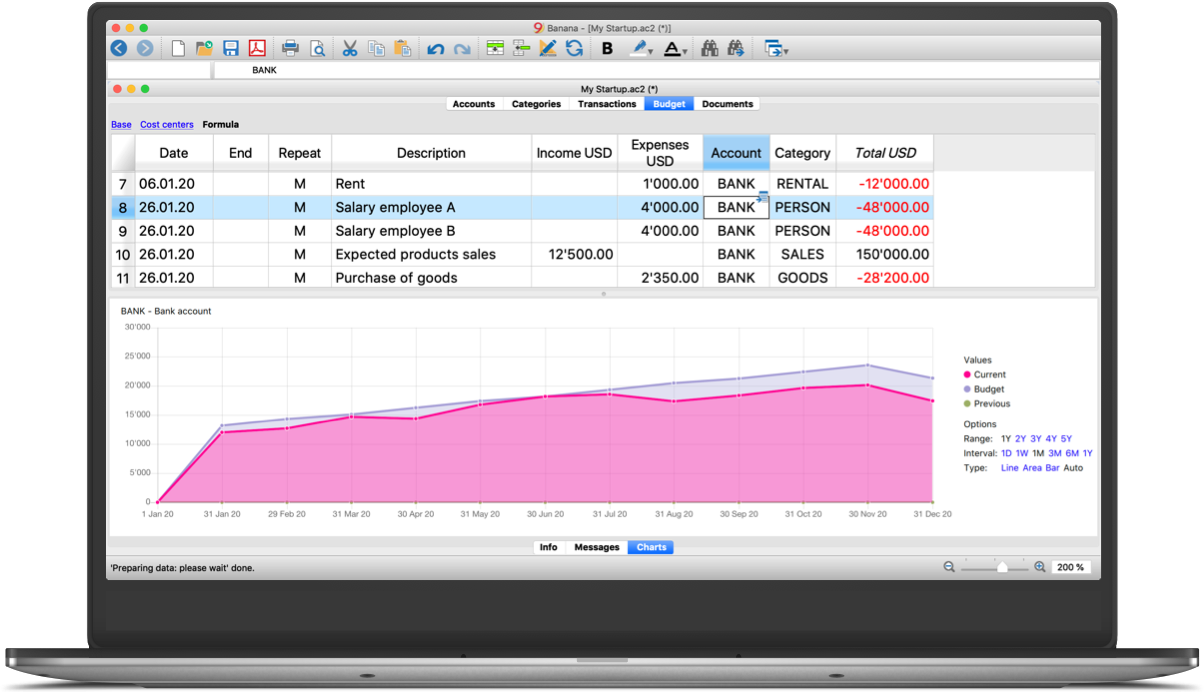 Banana - [My Startup.ac2 (*)]
B A
BANK
My Startup.ac2 (*)
Accounts Categories Transactions Budget Documents
Base Cost centers Formula
Date End Repeat Description Income USD Expenses USD Account Category Total USD
7 06.01.20 M Rent 1'000.00 BANK RENTAL -12'000.00
8 26.01.20 M Salary employee A 4'000.00 BANK PERSON -48'000.00
9 26.01.20 M Salary employee B 4'000.00 BANK PERSON -48'000.00
10 26.01.20 M Expected products sales 12'500.00 BANK SALES 150'000.00
11 26.01.20 M Purchase of goods 2'350.00 BANK GOODS -28'200.00
BANK - Bank account
30'000
25'000
20'000
15'000
10'000
5'000
0
1 Jan 20 31 Jan 20 29 Feb 20 31 Mar 20 30 Apr 20 31 May 20 30 Jun 20 31 Jul 20 31 Aug 20 30 Sep 20 31 Oct 20 30 Nov 20 31 Dec 20
Values
Current
Budget
Previous
Options
Range: 1Y 2Y 3Y 4Y 5Y
Interval: 1D 1W 1M 3M 6M 1Y
Type: Line Area Bar Auto
Info Messages Charts
'Preparing data: please wait' done.
200 %